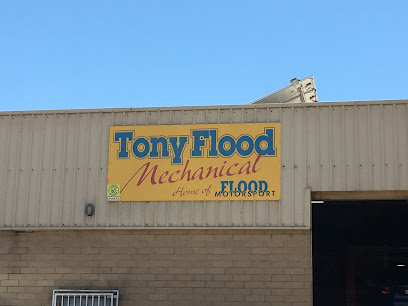 Tony Flood
Mechanical
Home of FLOOD
MOTORSPORT